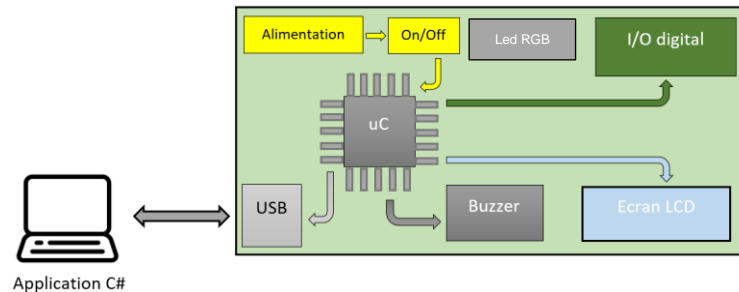 Alimentation
On/Off
Led RGB
I/O digital
uC
USB
Buzzer
Ecran LCD
Application C#